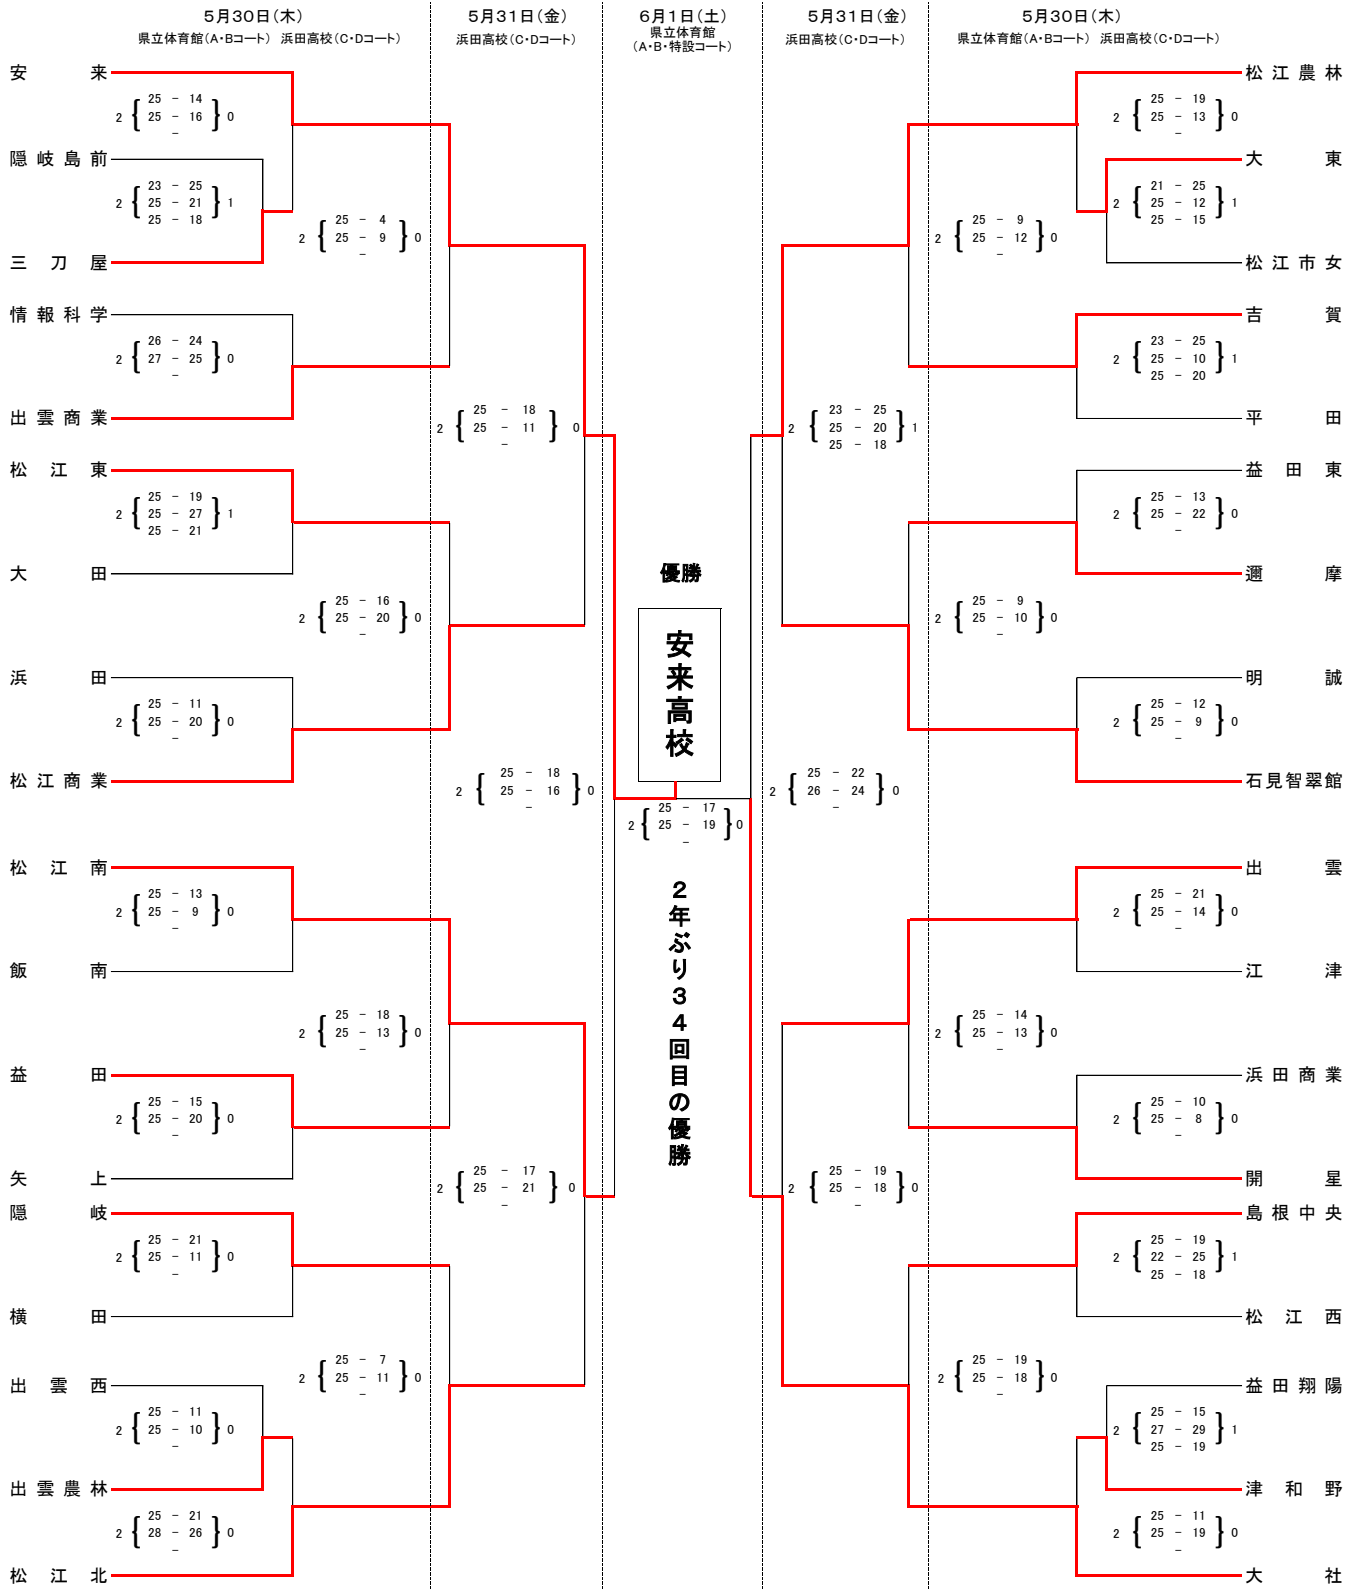 5月30日(木)
県立体育館(A・Bコート) 浜田高校(C・Dコート)
5月31日(金)
浜田高校(C・Dコート)
6月1日(土)
県立体育館
(A・B・特設コート)
5月31日(金)
浜田高校(C・Dコート)
5月30日(木)
県立体育館(A・Bコート) 浜田高校(C・Dコート)
安来
2 { 25 - 14 } 0
25 - 16
-
隠岐島前
2 { 23 - 25 } 1
25 - 21
25 - 18
三刀屋
2 { 25 - 4 } 0
25 - 9
-
情報科学
2 { 26 - 24 } 0
27 - 25
-
出雲商業
2 { 25 - 18 } 0
25 - 11
-
松江東
2 { 25 - 19 } 1
25 - 27
25 - 21
大田
2 { 25 - 16 } 0
25 - 20
-
浜田
2 { 25 - 11 } 0
25 - 20
-
松江商業
2 { 25 - 18 } 0
25 - 16
-
松江南
2 { 25 - 13 } 0
25 - 9
-
飯南
2 { 25 - 18 } 0
25 - 13
-
益田
2 { 25 - 15 } 0
25 - 20
-
矢上
2 { 25 - 17 } 0
25 - 21
-
隠岐
2 { 25 - 21 } 0
25 - 11
-
横田
2 { 25 - 7 } 0
25 - 11
-
出雲西
2 { 25 - 11 } 0
25 - 10
-
出雲農林
2 { 25 - 21 } 0
28 - 26
-
松江北
優勝
安来高校
2 { 25 - 17 } 0
25 - 19
-
2年ぶり34回目の優勝
松江農林
2 { 25 - 19 } 0
25 - 13
-
大東
2 { 21 - 25 } 1
25 - 12
25 - 15
松江市女
2 { 25 - 9 } 0
25 - 12
-
吉賀
2 { 23 - 25 } 1
25 - 10
25 - 20
平田
2 { 23 - 25 } 1
25 - 20
25 - 18
益田東
2 { 25 - 13 } 0
25 - 22
-
邇摩
2 { 25 - 9 } 0
25 - 10
-
明誠
2 { 25 - 12 } 0
25 - 9
-
石見智翠館
2 { 25 - 22 } 0
26 - 24
-
出雲
2 { 25 - 21 } 0
25 - 14
-
江津
2 { 25 - 14 } 0
25 - 13
-
浜田商業
2 { 25 - 10 } 0
25 - 8
-
開星
2 { 25 - 19 } 0
25 - 18
-
島根中央
2 { 25 - 19 } 1
22 - 25
25 - 18
松江西
2 { 25 - 19 } 0
25 - 18
-
益田翔陽
2 { 25 - 15 } 1
27 - 29
25 - 19
津和野
2 { 25 - 11 } 0
25 - 19
-
大社